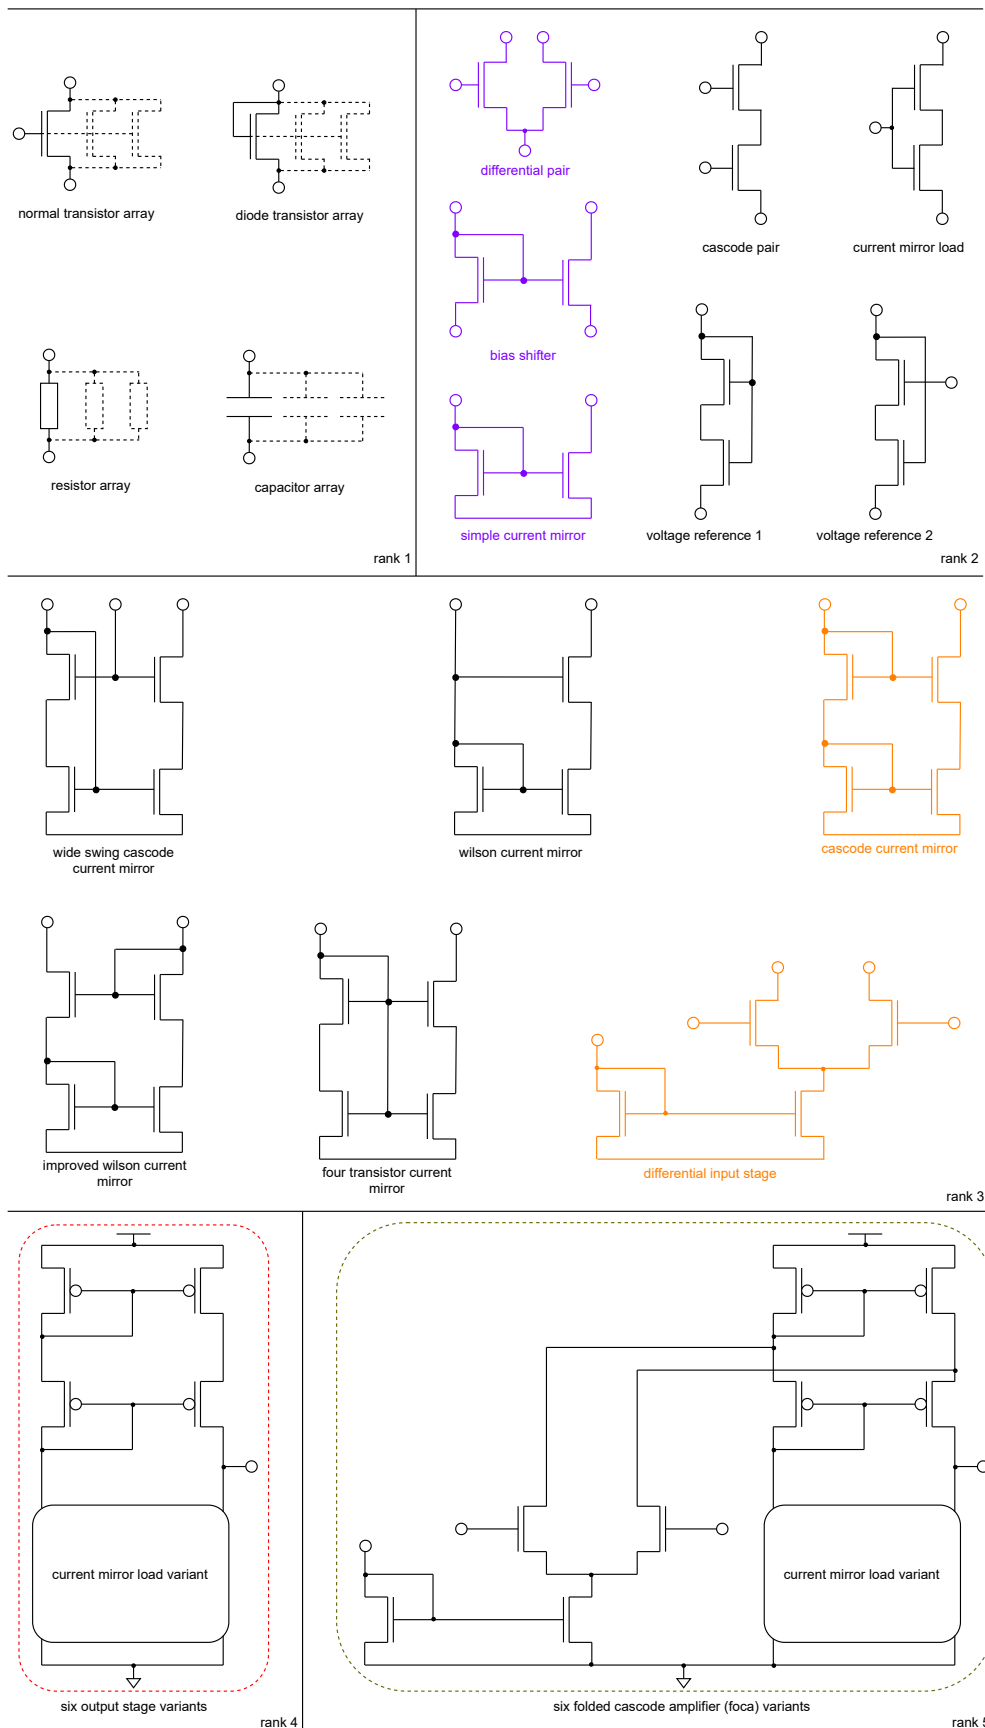 normal transistor array
diode transistor array
resistor array
capacitor array
rank 1
differential pair
cascode pair
current mirror load
bias shifter
simple current mirror
voltage reference 1
voltage reference 2
rank 2
wide swing cascode
current mirror
wilson current mirror
cascode current mirror
improved wilson current
mirror
four transistor current
mirror
differential input stage
rank 3
current mirror load variant
six output stage variants
rank 4
current mirror load variant
six folded cascode amplifier (foca) variants
rank 5